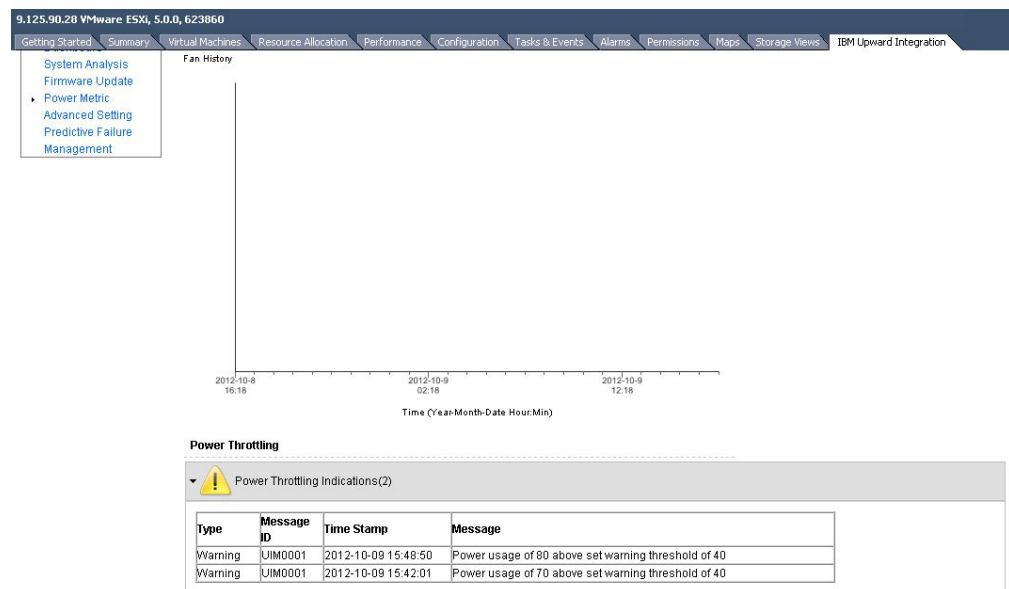 9.125.90.28 VMware ESXi, 5.0.0, 623860
Getting Started Summary Virtual Machines Resource Allocation Performance Configuration Tasks & Events Alarms Permissions Maps Storage Views IBM Upward Integration
System Analysis
Firmware Update
Power Metric
Advanced Setting
Predictive Failure
Management
Fan History
2012-10-8 2012-10-9 2012-10-9
16:18 02:18 12:18
Time (Year-Month-Date Hour:Min)
Power Throttling
Power Throttling Indications(2)
Type Message ID Time Stamp Message
Warning UIM0001 2012-10-09 15:48:50 Power usage of 80 above set warning threshold of 40
Warning UIM0001 2012-10-09 15:42:01 Power usage of 70 above set warning threshold of 40